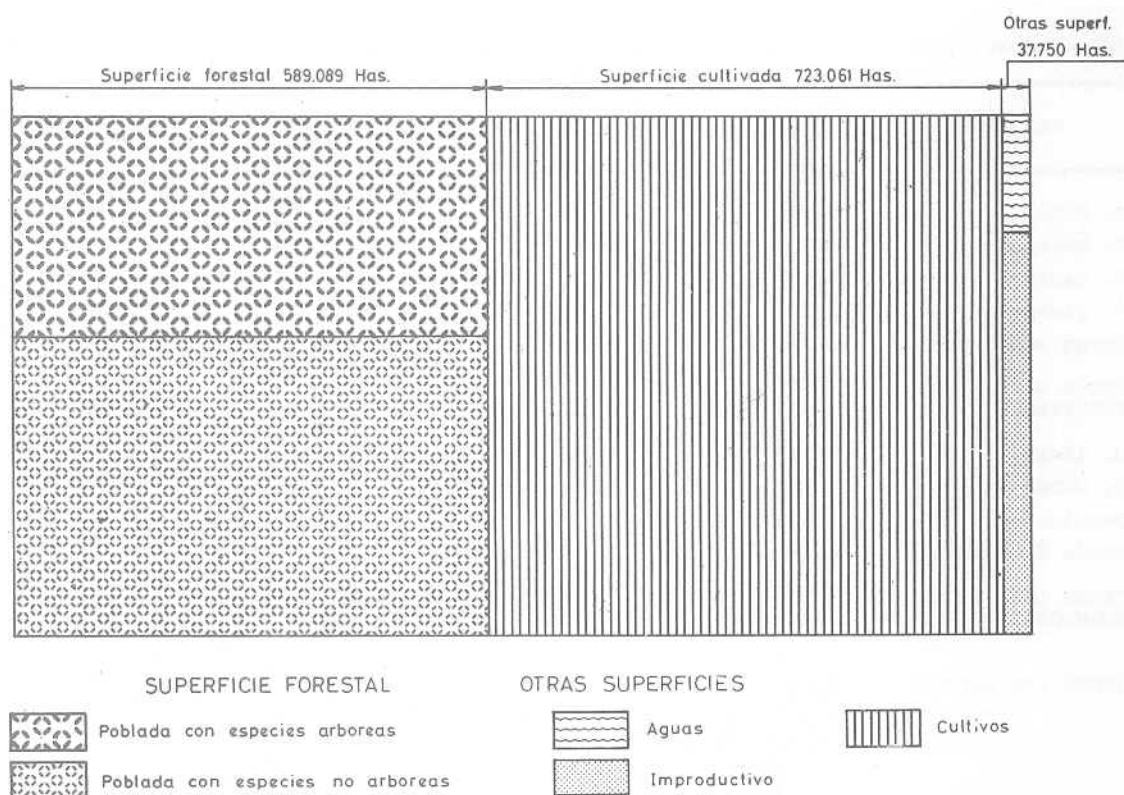 Otras superf.
37.750 Has.
Superficie forestal 589.089 Has.
Superficie cultivada 723.061 Has.
SUPERFICIE FORESTAL
OTRAS SUPERFICIES
Poblada con especies arboreas
Aguas
Cultivos
Poblada con especies no arboreas
Improductivo